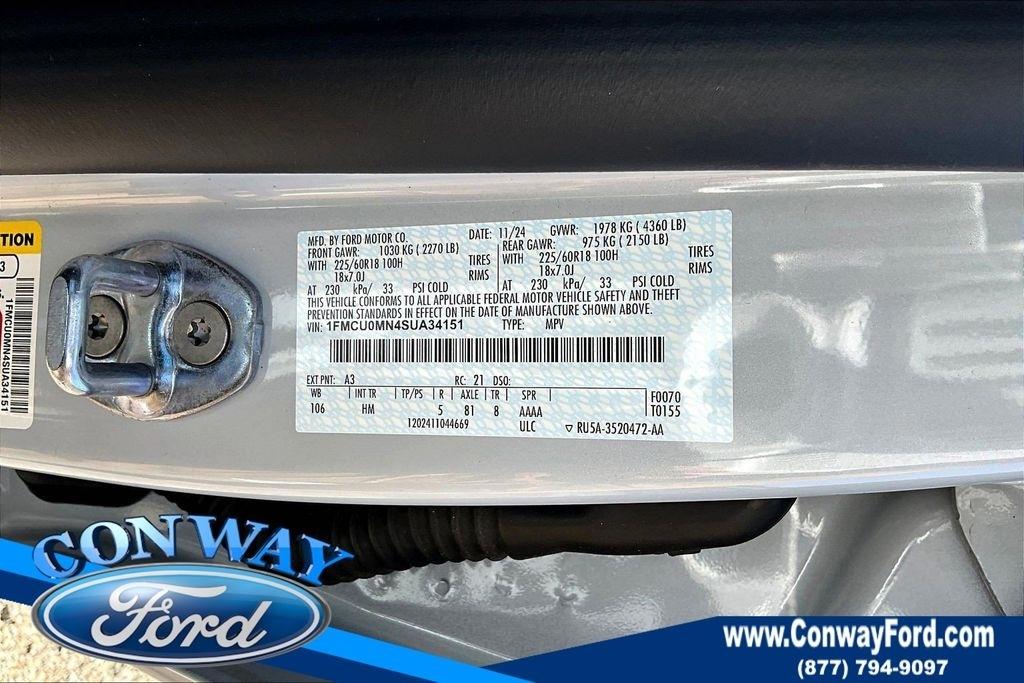 TION
3
1FMCU0MN4SUA34151
MFD. BY FORD MOTOR CO. DATE: 11/24 GVWR: 1978 KG ( 4360 LB)
FRONT GAWR: 1030 KG ( 2270 LB) REAR GAWR: 975 KG ( 2150 LB)
WITH 225/60R18 100H TIRES WITH 225/60R18 100H TIRES
18x7.0J RIMS 18x7.0J RIMS
AT 230 kPa/ 33 PSI COLD AT 230 kPa/ 33 PSI COLD
THIS VEHICLE CONFORMS TO ALL APPLICABLE FEDERAL MOTOR VEHICLE SAFETY AND THEFT
PREVENTION STANDARDS IN EFFECT ON THE DATE OF MANUFACTURE SHOWN ABOVE.
VIN: 1FMCU0MN4SUA34151 TYPE: MPV
EXT PNT: A3 RC: 21 DSO:
WB INT TR TP/PS R AXLE TR SPR F0070
106 HM 5 81 8 AAAA T0155
1202411044669 ULC ▽ RU5A-3520472-AA
CONWAY
Ford
www.ConwayFord.com
(877) 794-9097